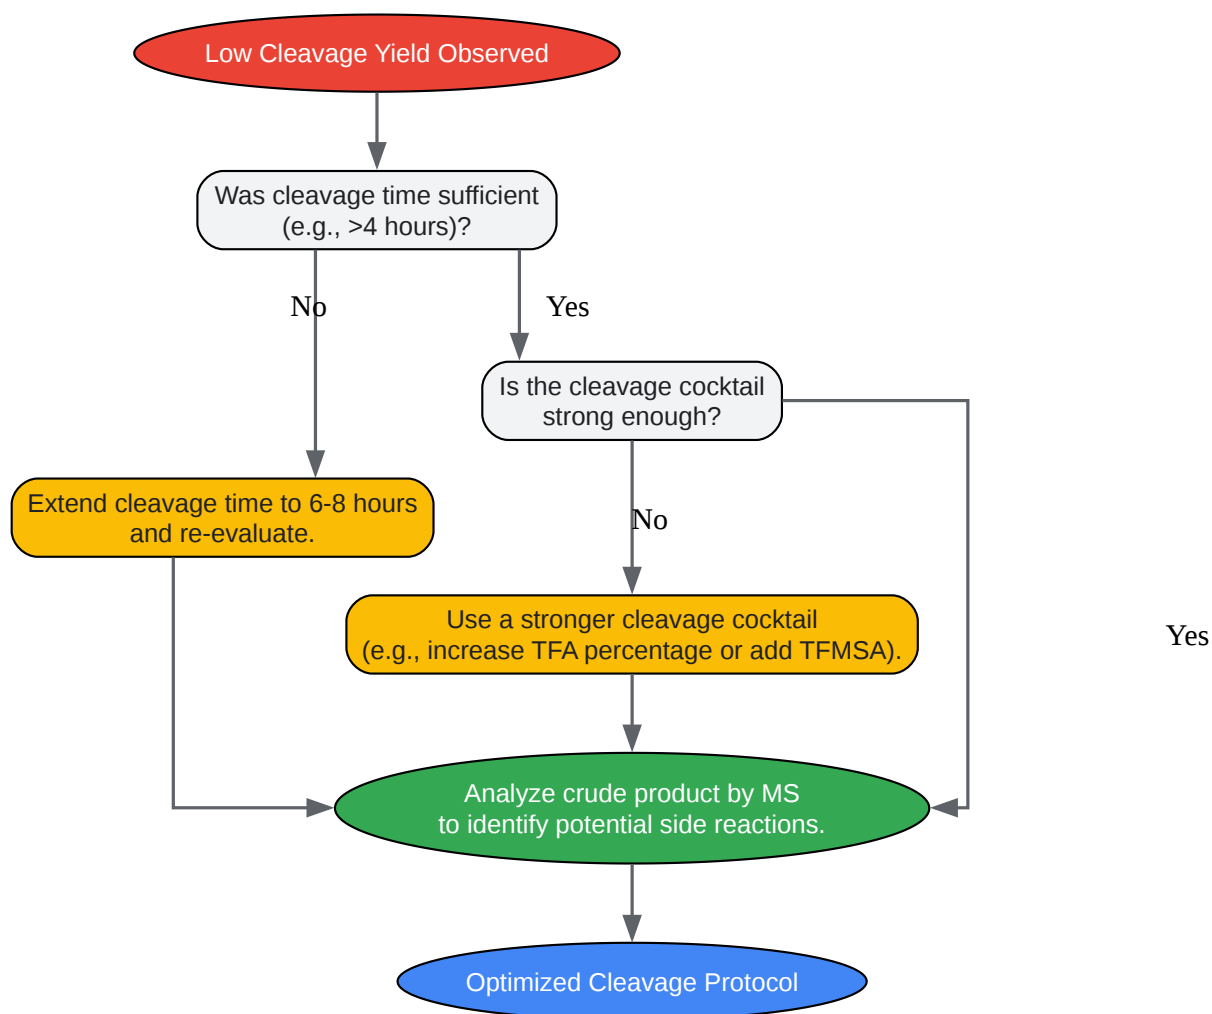 Low Cleavage Yield Observed
Was cleavage time sufficient
(e.g., >4 hours)?
No
Yes
Is the cleavage cocktail
strong enough?
Extend cleavage time to 6-8 hours
and re-evaluate.
No
Use a stronger cleavage cocktail
(e.g., increase TFA percentage or add TFMSA).
Yes
Analyze crude product by MS
to identify potential side reactions.
Optimized Cleavage Protocol